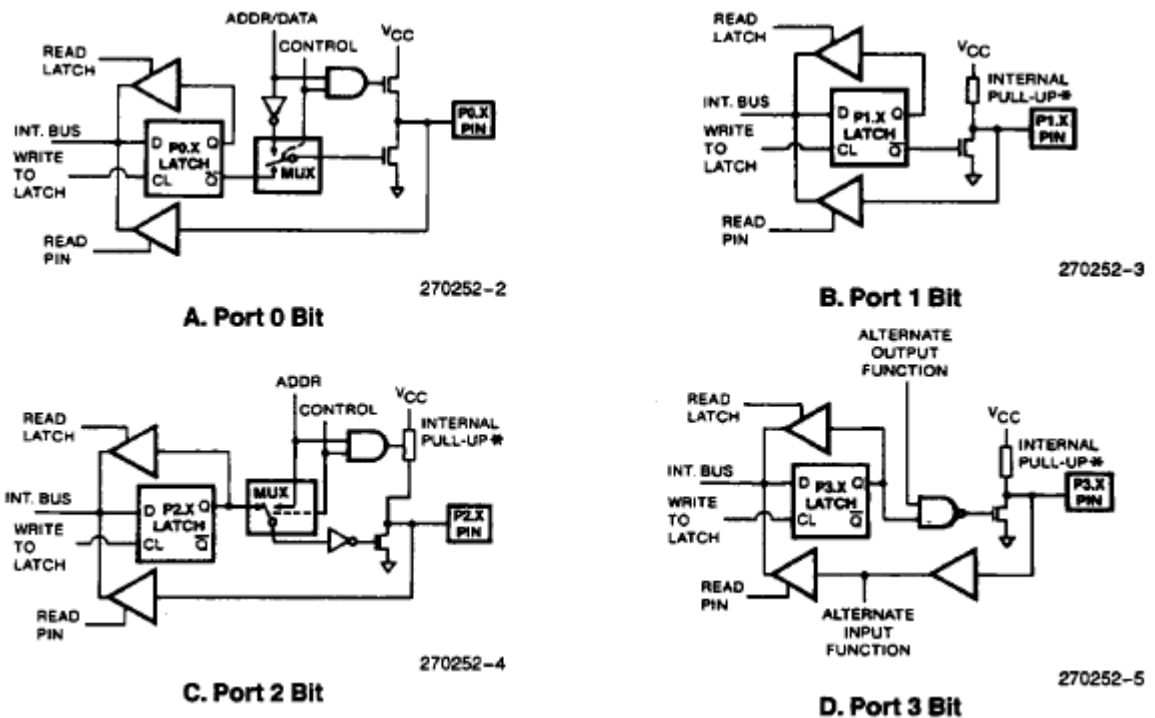 ADDR/DATA
CONTROL
VCC
READ
LATCH
INT. BUS
WRITE
TO
LATCH
D
Q
P0.X
LATCH
CL
Q̅
MUX
P0.X
PIN
READ
PIN
270252-2
A. Port 0 Bit
READ
LATCH
VCC
INTERNAL
PULL-UP*
INT. BUS
WRITE
TO
LATCH
D
Q
P1.X
LATCH
CL
Q̅
P1.X
PIN
READ
PIN
270252-3
B. Port 1 Bit
ADDR
CONTROL
VCC
INTERNAL
PULL-UP*
READ
LATCH
INT. BUS
WRITE
TO
LATCH
D
Q
P2.X
LATCH
CL
Q̅
MUX
P2.X
PIN
READ
PIN
270252-4
C. Port 2 Bit
ALTERNATE
OUTPUT
FUNCTION
READ
LATCH
VCC
INTERNAL
PULL-UP*
INT. BUS
WRITE
TO
LATCH
D
Q
P3.X
LATCH
CL
Q̅
P3.X
PIN
READ
PIN
ALTERNATE
INPUT
FUNCTION
270252-5
D. Port 3 Bit